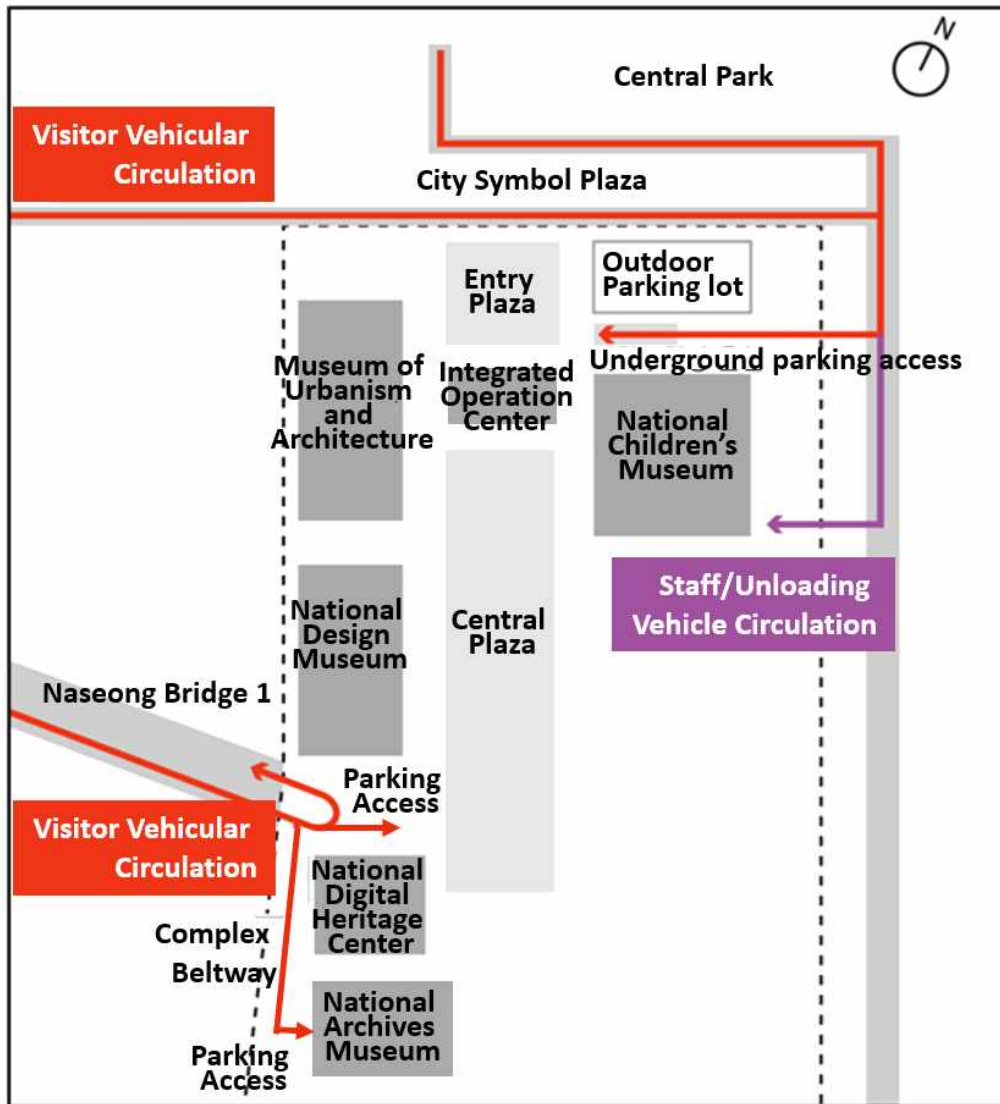 N
Central Park
Visitor Vehicular
Circulation
City Symbol Plaza
Entry
Plaza
Outdoor
Parking lot
Underground parking access
Museum of
Urbanism
and
Architecture
Integrated
Operation
Center
National
Children's
Museum
Staff/Unloading
Vehicle Circulation
National
Design
Museum
Central
Plaza
Naseong Bridge 1
Parking
Access
Visitor Vehicular
Circulation
National
Digital
Heritage
Center
Complex
Beltway
National
Archives
Museum
Parking
Access